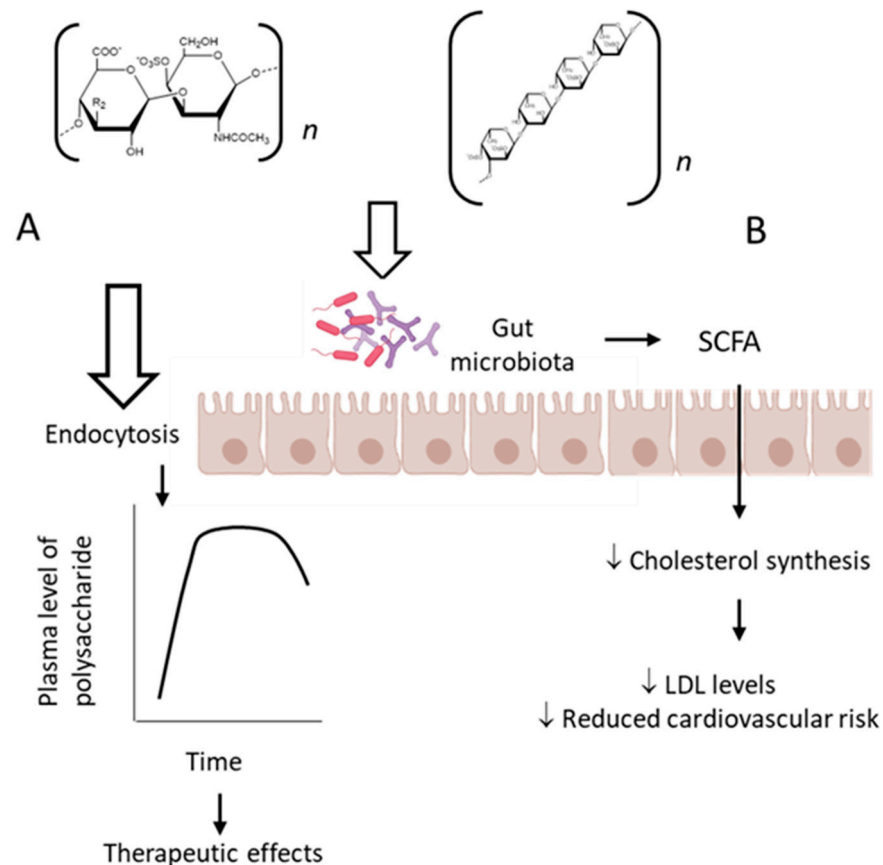 COO⁻
R₂
OH
⁻O₃SO
CH₂OH
O
O
O
O
O
NHCOCH₃
n
n
A
B
Gut
microbiota
SCFA
Endocytosis
Plasma level of
polysaccharide
Time
Therapeutic effects
↓ Cholesterol synthesis
↓ LDL levels
↓ Reduced cardiovascular risk